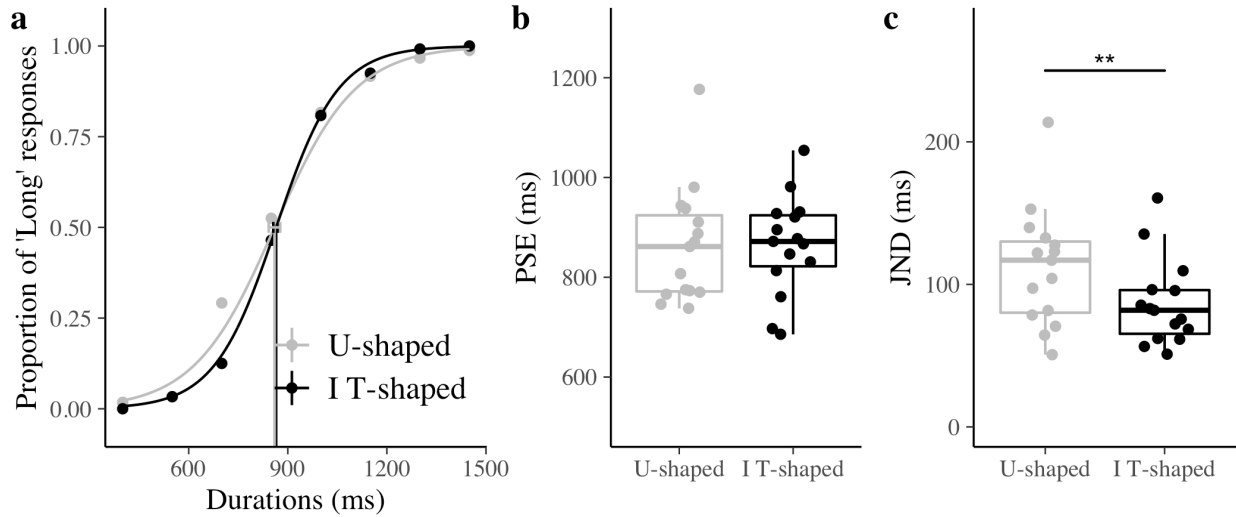 a
Proportion of 'Long' responses
1.00
0.75
0.50
0.25
0.00
U-shaped
I T-shaped
600 900 1200 1500
Durations (ms)
b
PSE (ms)
1200
1000
800
600
U-shaped I T-shaped
c
JND (ms)
**
200
100
0
U-shaped I T-shaped